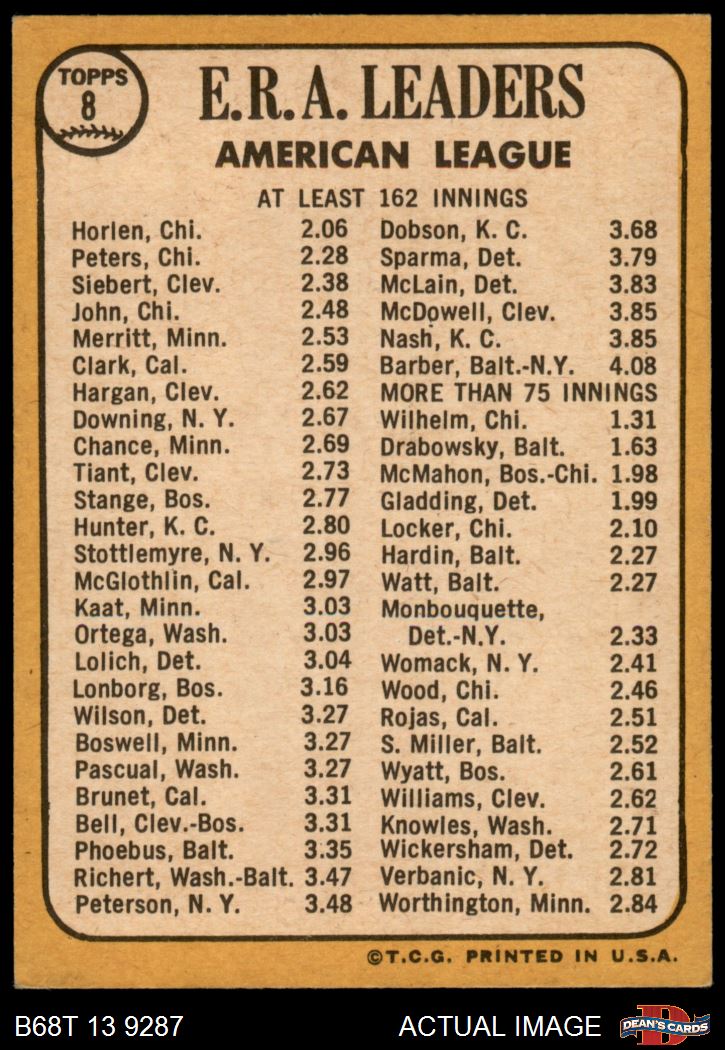 TOPPS
8
E.R.A. LEADERS
AMERICAN LEAGUE
AT LEAST 162 INNINGS
Horlen, Chi. 2.06
Peters, Chi. 2.28
Siebert, Clev. 2.38
John, Chi. 2.48
Merritt, Minn. 2.53
Clark, Cal. 2.59
Hargan, Clev. 2.62
Downing, N. Y. 2.67
Chance, Minn. 2.69
Tiant, Clev. 2.73
Stange, Bos. 2.77
Hunter, K. C. 2.80
Stottlemyre, N. Y. 2.96
McGlothlin, Cal. 2.97
Kaat, Minn. 3.03
Ortega, Wash. 3.03
Lolich, Det. 3.04
Lonborg, Bos. 3.16
Wilson, Det. 3.27
Boswell, Minn. 3.27
Pascual, Wash. 3.27
Brunet, Cal. 3.31
Bell, Clev.-Bos. 3.31
Phoebus, Balt. 3.35
Richert, Wash.-Balt. 3.47
Peterson, N. Y. 3.48
Dobson, K. C. 3.68
Sparma, Det. 3.79
McLain, Det. 3.83
McDowell, Clev. 3.85
Nash, K. C. 3.85
Barber, Balt.-N.Y. 4.08
MORE THAN 75 INNINGS
Wilhelm, Chi. 1.31
Drabowsky, Balt. 1.63
McMahon, Bos.-Chi. 1.98
Gladding, Det. 1.99
Locker, Chi. 2.10
Hardin, Balt. 2.27
Watt, Balt. 2.27
Monbouquette,
Det.-N.Y. 2.33
Womack, N. Y. 2.41
Wood, Chi. 2.46
Rojas, Cal. 2.51
S. Miller, Balt. 2.52
Wyatt, Bos. 2.61
Williams, Clev. 2.62
Knowles, Wash. 2.71
Wickersham, Det. 2.72
Verbanic, N. Y. 2.81
Worthington, Minn. 2.84
©T.C.G. PRINTED IN U.S.A.
B68T 13 9287
ACTUAL IMAGE
D
DEAN'S CARDS